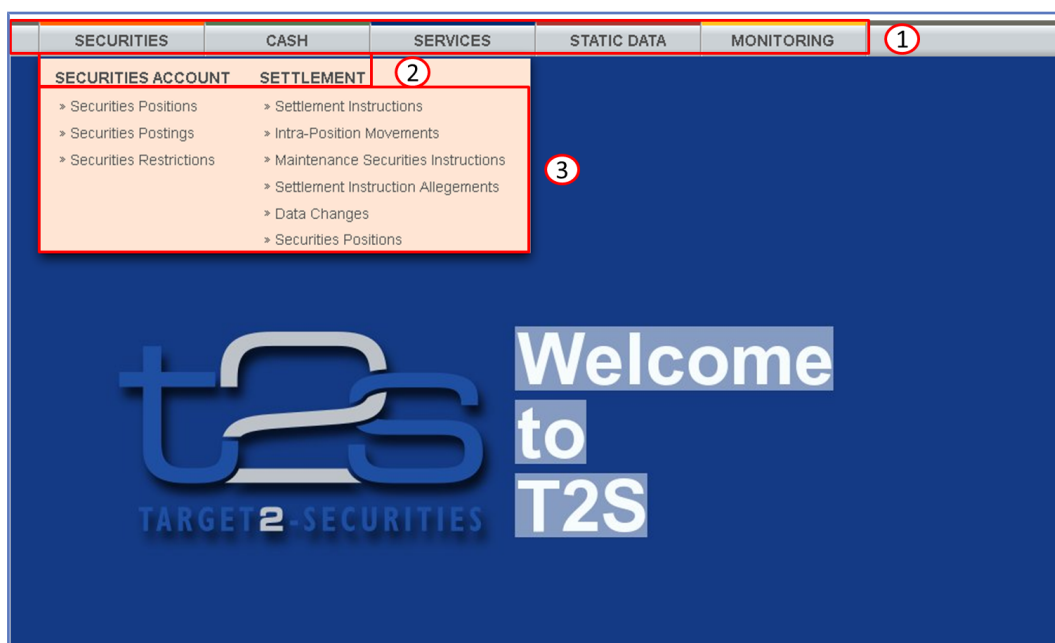 SECURITIES CASH SERVICES STATIC DATA MONITORING 1
SECURITIES ACCOUNT SETTLEMENT 2
» Securities Positions » Settlement Instructions
» Securities Postings » Intra-Position Movements
» Securities Restrictions » Maintenance Securities Instructions
3
» Settlement Instruction Allegements
» Data Changes
» Securities Positions
t2s
TARGET2-SECURITIES
Welcome
to
T2S